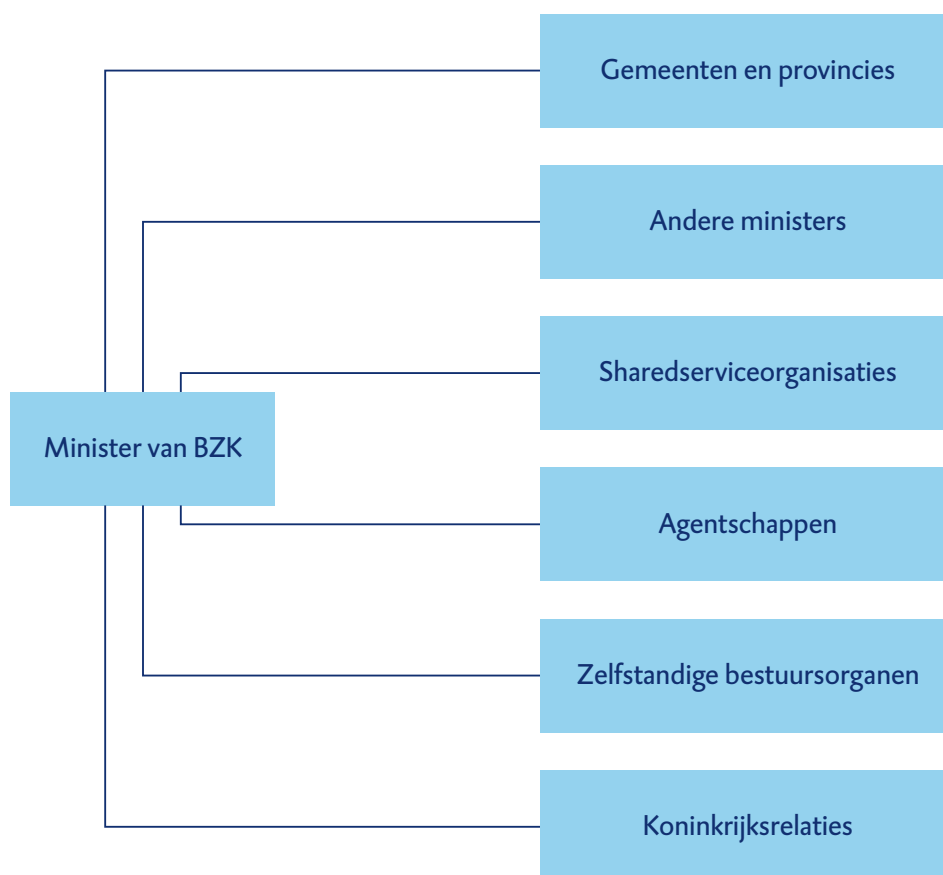 Gemeenten en provincies
Andere ministers
Sharedserviceorganisaties
Minister van BZK
Agentschappen
Zelfstandige bestuursorganen
Koninkrijksrelaties